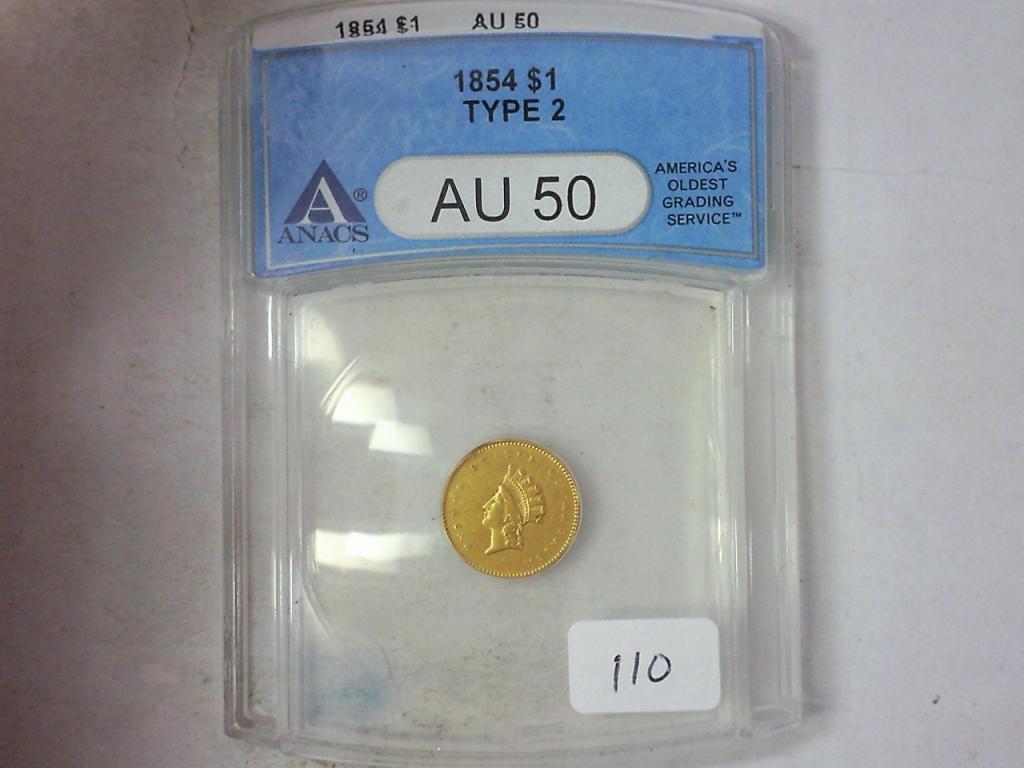 1854 $1 AU 50
1854 $1
TYPE 2
AU 50
ANACS®
AMERICA'S
OLDEST
GRADING
SERVICE™
110